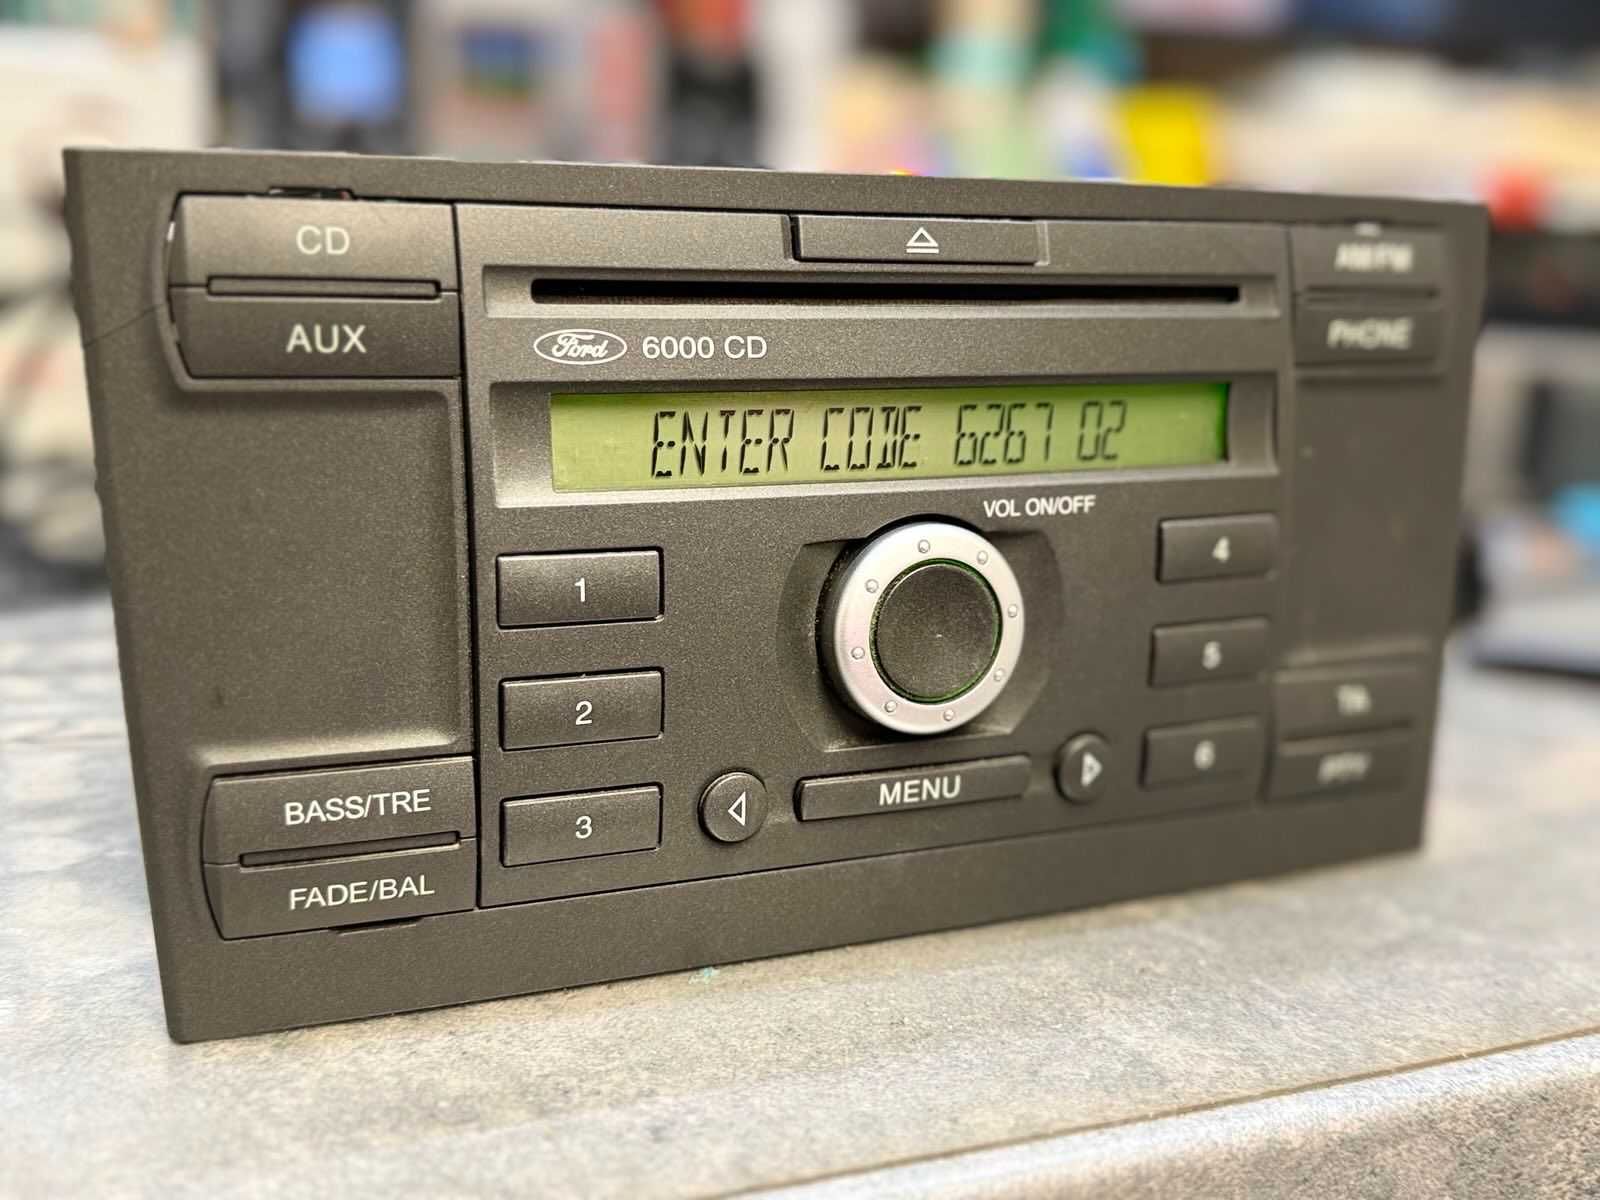 CD
AUX
AM/FM
PHONE
Ford 6000 CD
ENTER CODE 6267 02
VOL ON/OFF
1
2
3
4
5
6
MENU
BASS/TRE
FADE/BAL
TA